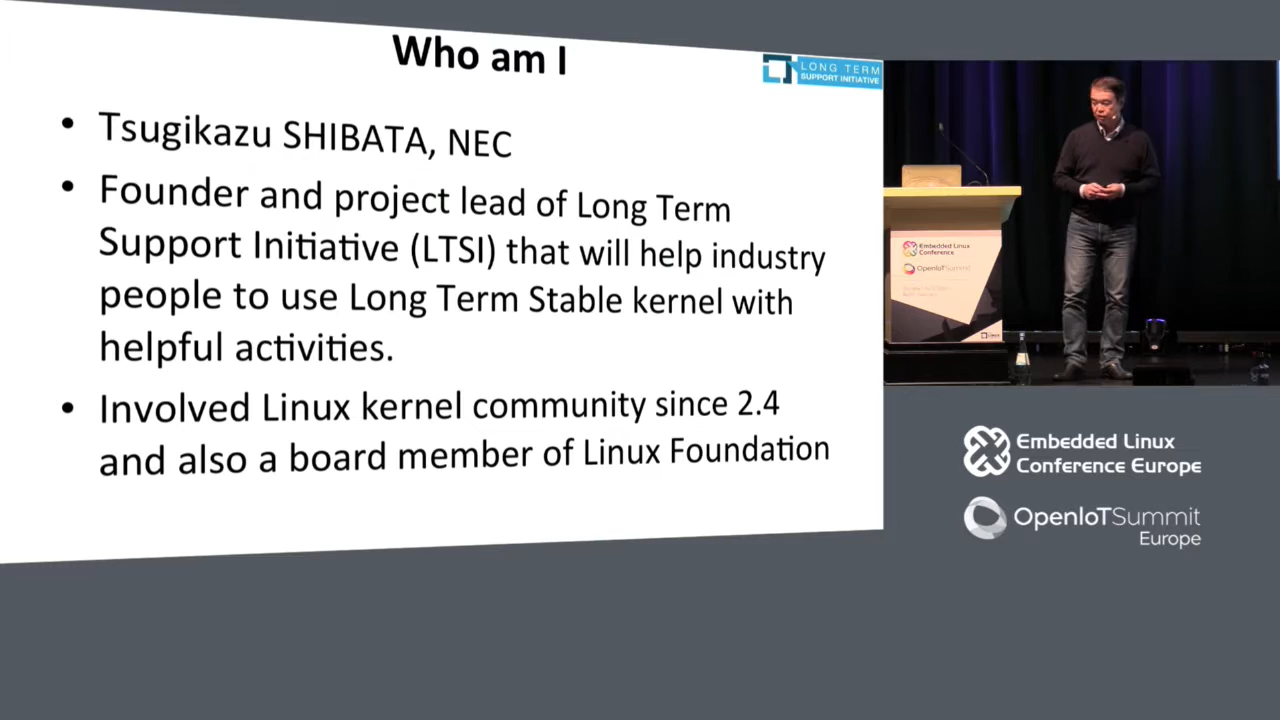 Who am I
LONG TERM
SUPPORT INITIATIVE
• Tsugikazu SHIBATA, NEC
• Founder and project lead of Long Term
Support Initiative (LTSI) that will help industry
people to use Long Term Stable kernel with
helpful activities.
• Involved Linux kernel community since 2.4
and also a board member of Linux Foundation
Embedded Linux
Conference
OpenIoTSummit
Embedded Linux
Conference Europe
OpenIoTSummit
Europe